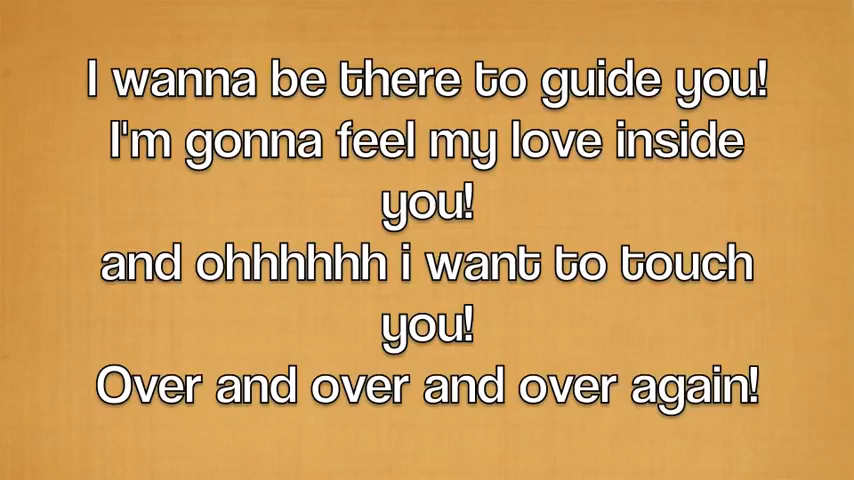 I wanna be there to guide you!
I'm gonna feel my love inside
you!
and ohhhhhh i want to touch
you!
Over and over and over again!